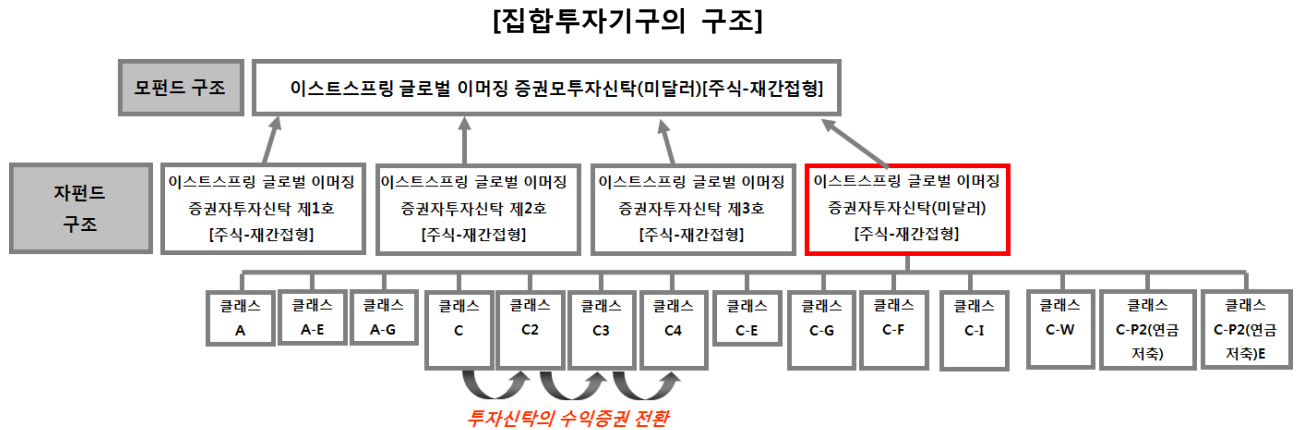 [집합투자기구의 구조]
모펀드 구조
이스트스프링 글로벌 이머징 증권모투자신탁(미달러)[주식-재간접형]
자펀드
구조
이스트스프링 글로벌 이머징
증권자투자신탁 제1호
[주식-재간접형]
이스트스프링 글로벌 이머징
증권자투자신탁 제2호
[주식-재간접형]
이스트스프링 글로벌 이머징
증권자투자신탁 제3호
[주식-재간접형]
이스트스프링 글로벌 이머징
증권자투자신탁(미달러)
[주식-재간접형]
클래스
A
클래스
A-E
클래스
A-G
클래스
C
클래스
C2
클래스
C3
클래스
C4
클래스
C-E
클래스
C-G
클래스
C-F
클래스
C-I
클래스
C-W
클래스
C-P2(연금
저축)
클래스
C-P2(연금
저축)E
투자신탁의 수익증권 전환